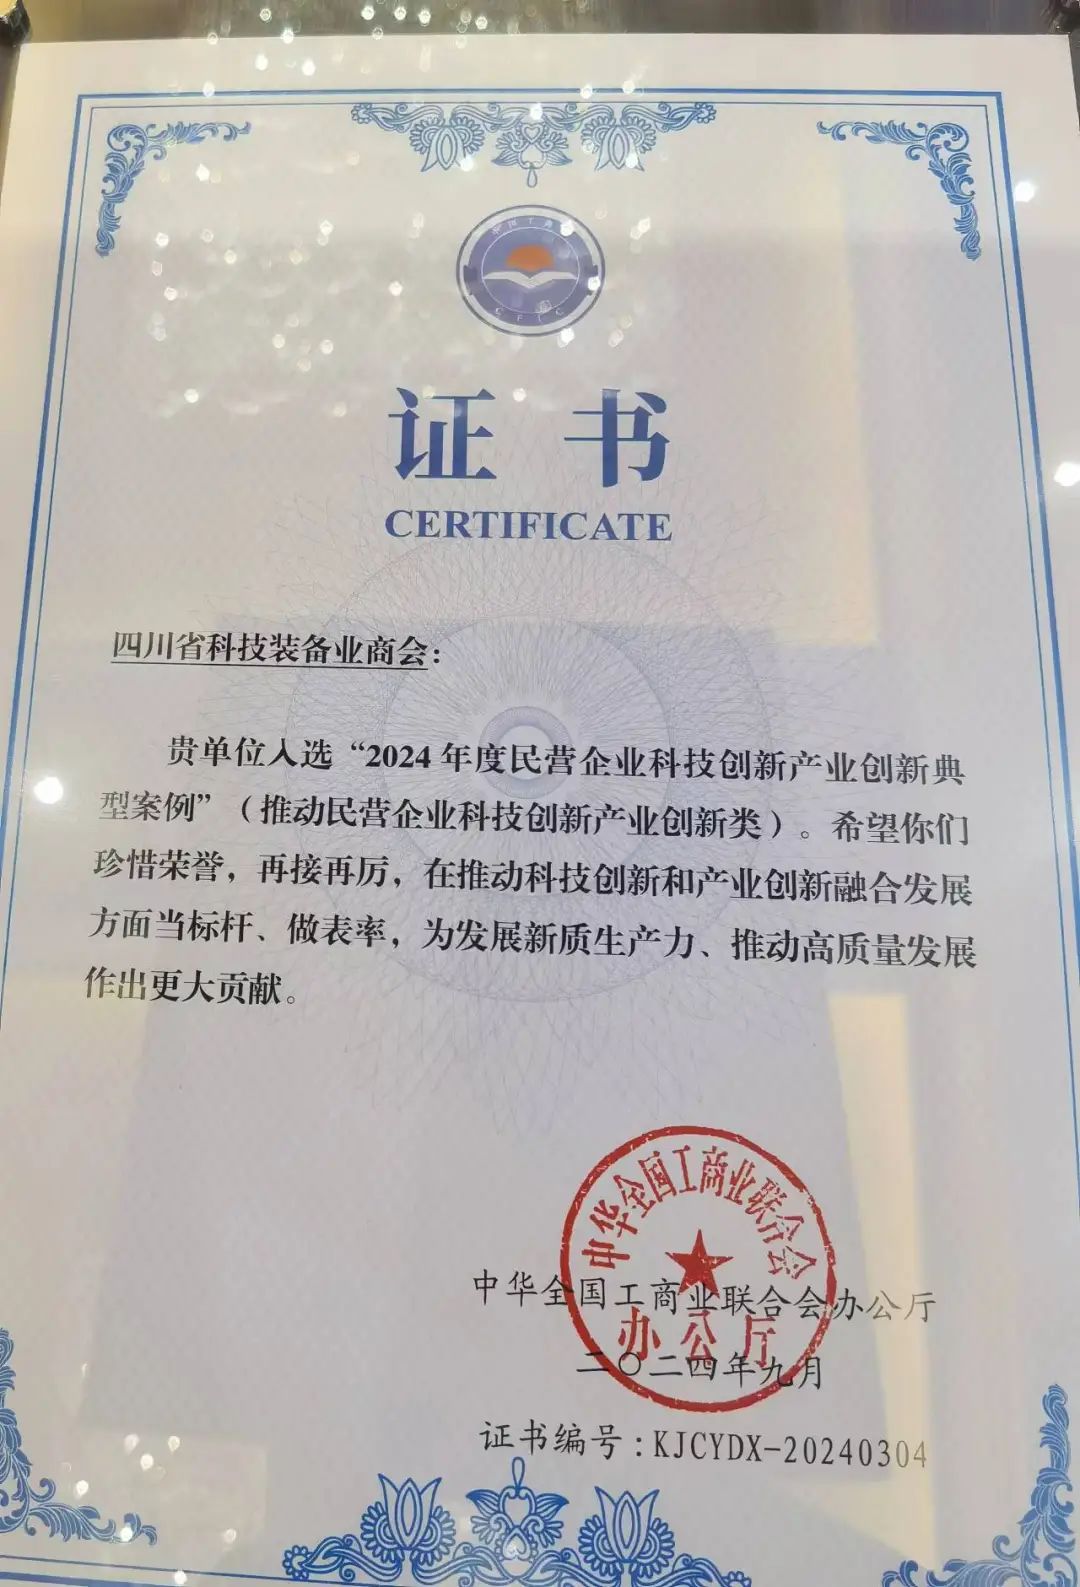 证书
CERTIFICATE
四川省科技装备业商会：
贵单位入选“2024年度民营企业科技创新产业创新典
型案例”（推动民营企业科技创新产业创新类）。希望你们
珍惜荣誉，再接再厉，在推动科技创新和产业创新融合发展
方面当标杆、做表率，为发展新质生产力、推动高质量发展
作出更大贡献。
中华全国工商业联合会
办公厅
中华全国工商业联合会办公厅
二〇二四年九月
证书编号：KJCYDX-20240304